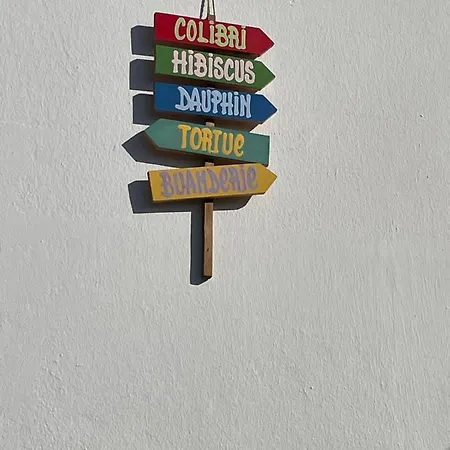 COLIBRI
HIBISCUS
DAUPHIN
TORTUE
BUANDERIE